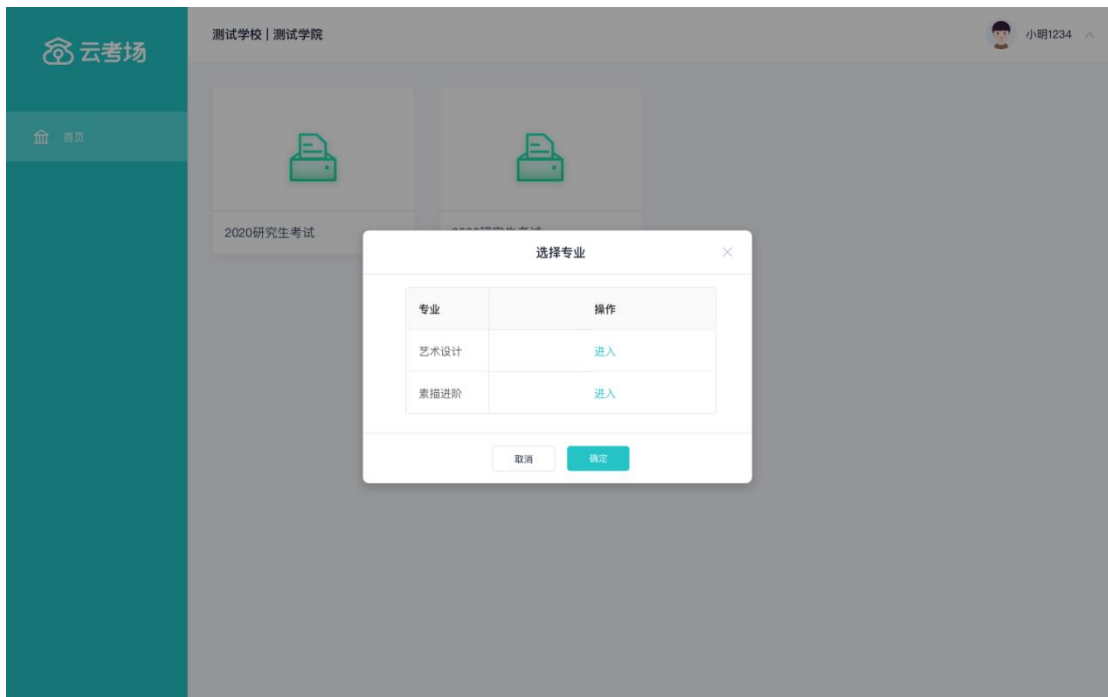 云考场
测试学校 | 测试学院
小明1234
首页
2020研究生考试
选择专业
专业 操作
艺术设计 进入
素描进阶 进入
取消 确定